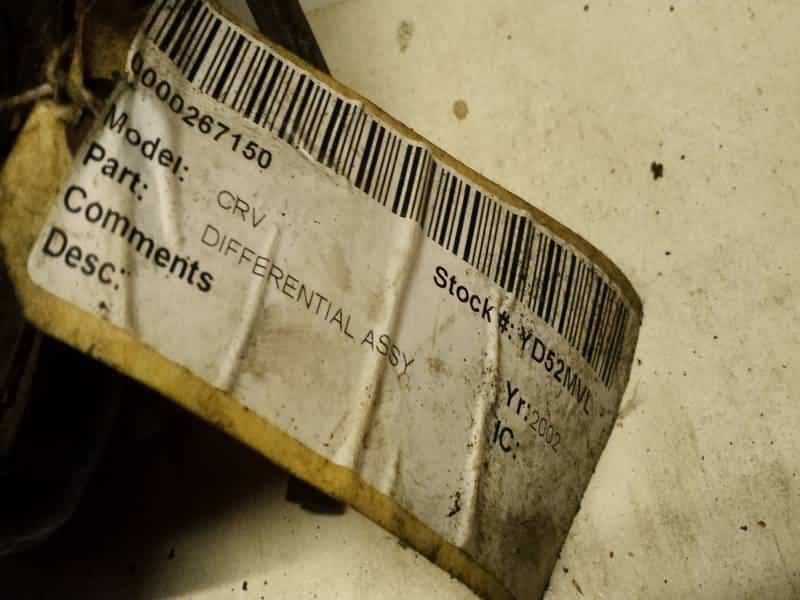 0000267150
Model: CRV Stock #: YD52MVL
Part: DIFFERENTIAL ASSY Yr: 2002
Comments IC:
Desc: